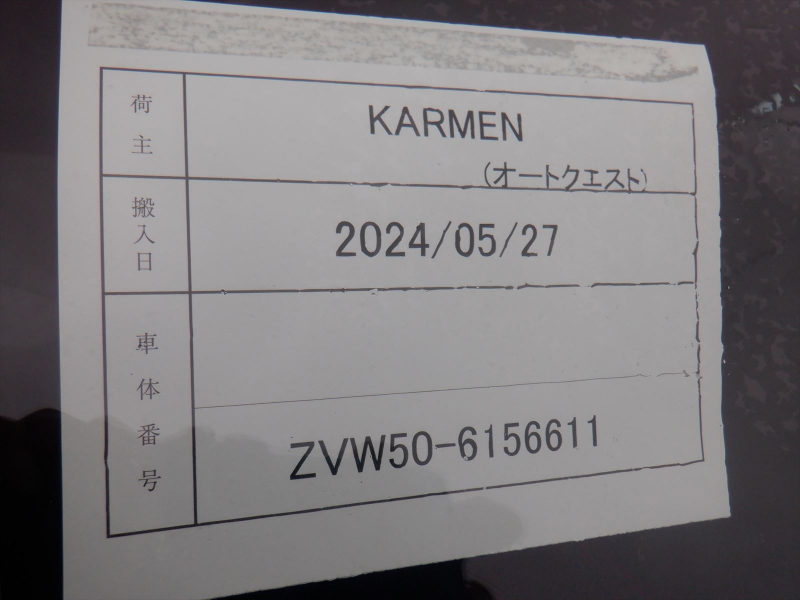 荷主 KARMEN
(オートクエスト)
搬入日 2024/05/27
車体番号 ZVW50-6156611